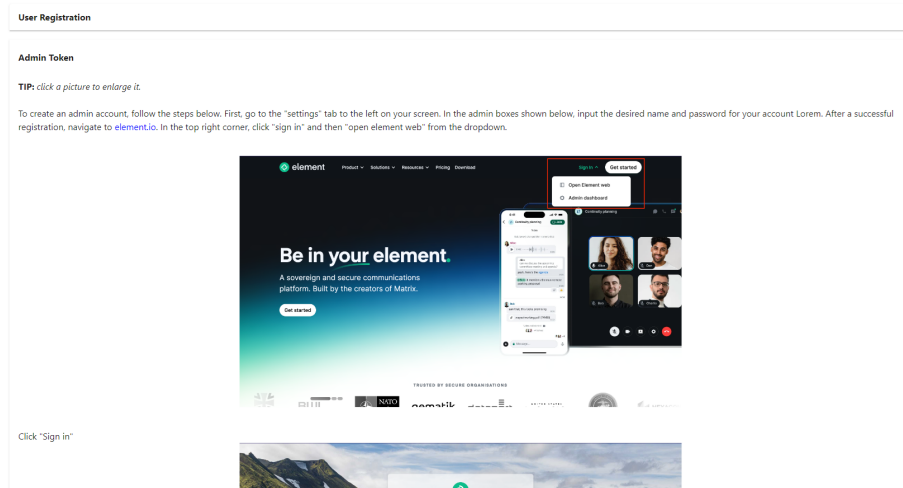 User Registration
Admin Token
TIP: click a picture to enlarge it.
To create an admin account, follow the steps below. First, go to the "settings" tab to the left on your screen. In the admin boxes shown below, input the desired name and password for your account Lorem. After a successful
registration, navigate to element.io. In the top right corner, click "sign in" and then "open element web" from the dropdown.
element Product Solutions Resources Pricing Download Sign in Get started
Open Element web
Admin dashboard
Continuity planning
Be in your element.
A sovereign and secure communications
platform. Built by the creators of Matrix.
Get started
TRUSTED BY SECURE ORGANISATIONS
NATO
gematik
UNITED STATES
Click "Sign in"